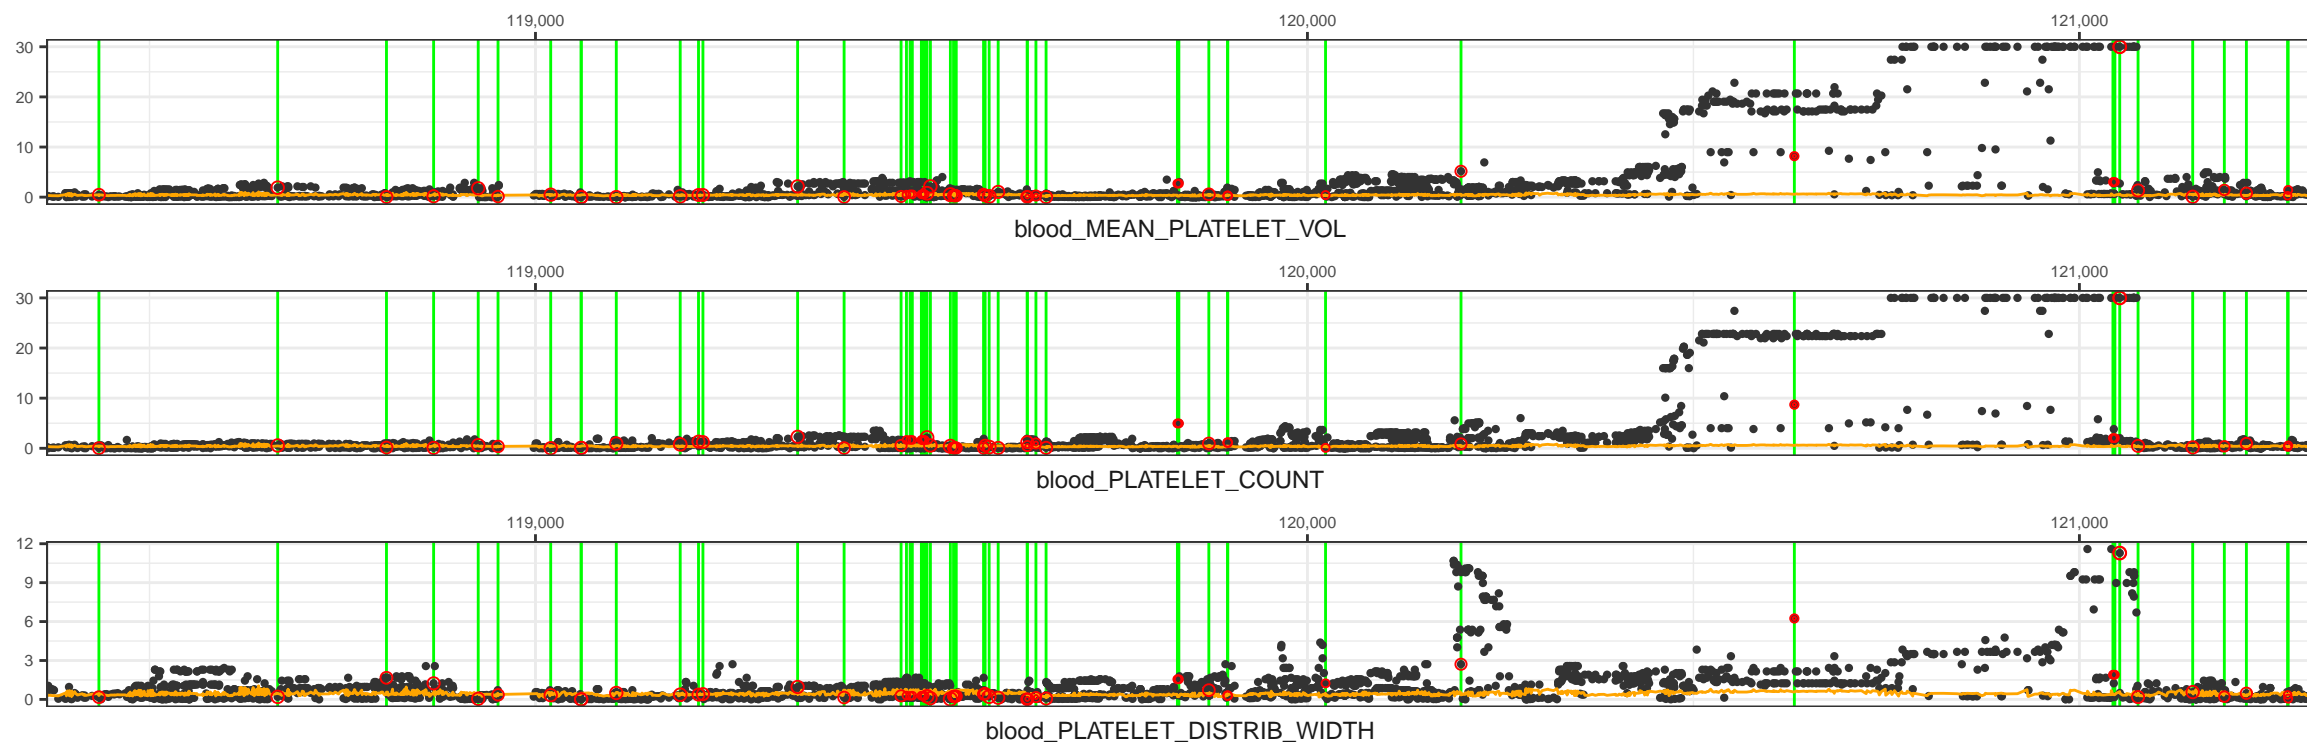 119,000 120,000 121,000
30
20
10
0
blood_MEAN_PLATELET_VOL
119,000 120,000 121,000
30
20
10
0
blood_PLATELET_COUNT
119,000 120,000 121,000
12
9
6
3
0
blood_PLATELET_DISTRIB_WIDTH